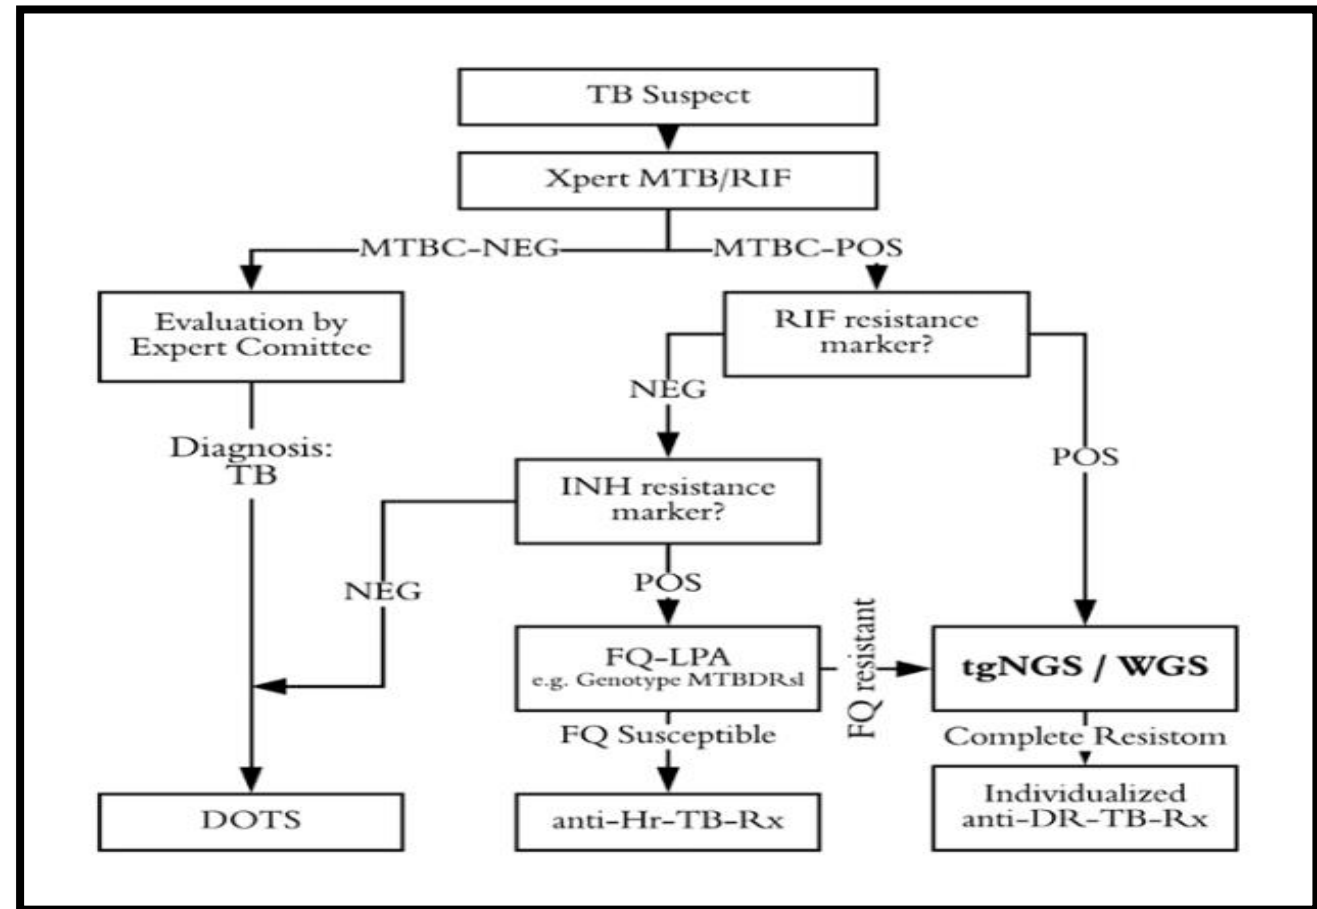 TB Suspect
Xpert MTB/RIF
MTBC-NEG
MTBC-POS
Evaluation by
Expert Comittee
RIF resistance
marker?
NEG
Diagnosis:
TB
POS
INH resistance
marker?
NEG
POS
FQ-LPA
e.g. Genotype MTBDRsl
FQ resistant
tgNGS / WGS
FQ Susceptible
Complete Resistom
DOTS
anti-Hr-TB-Rx
Individualized
anti-DR-TB-Rx